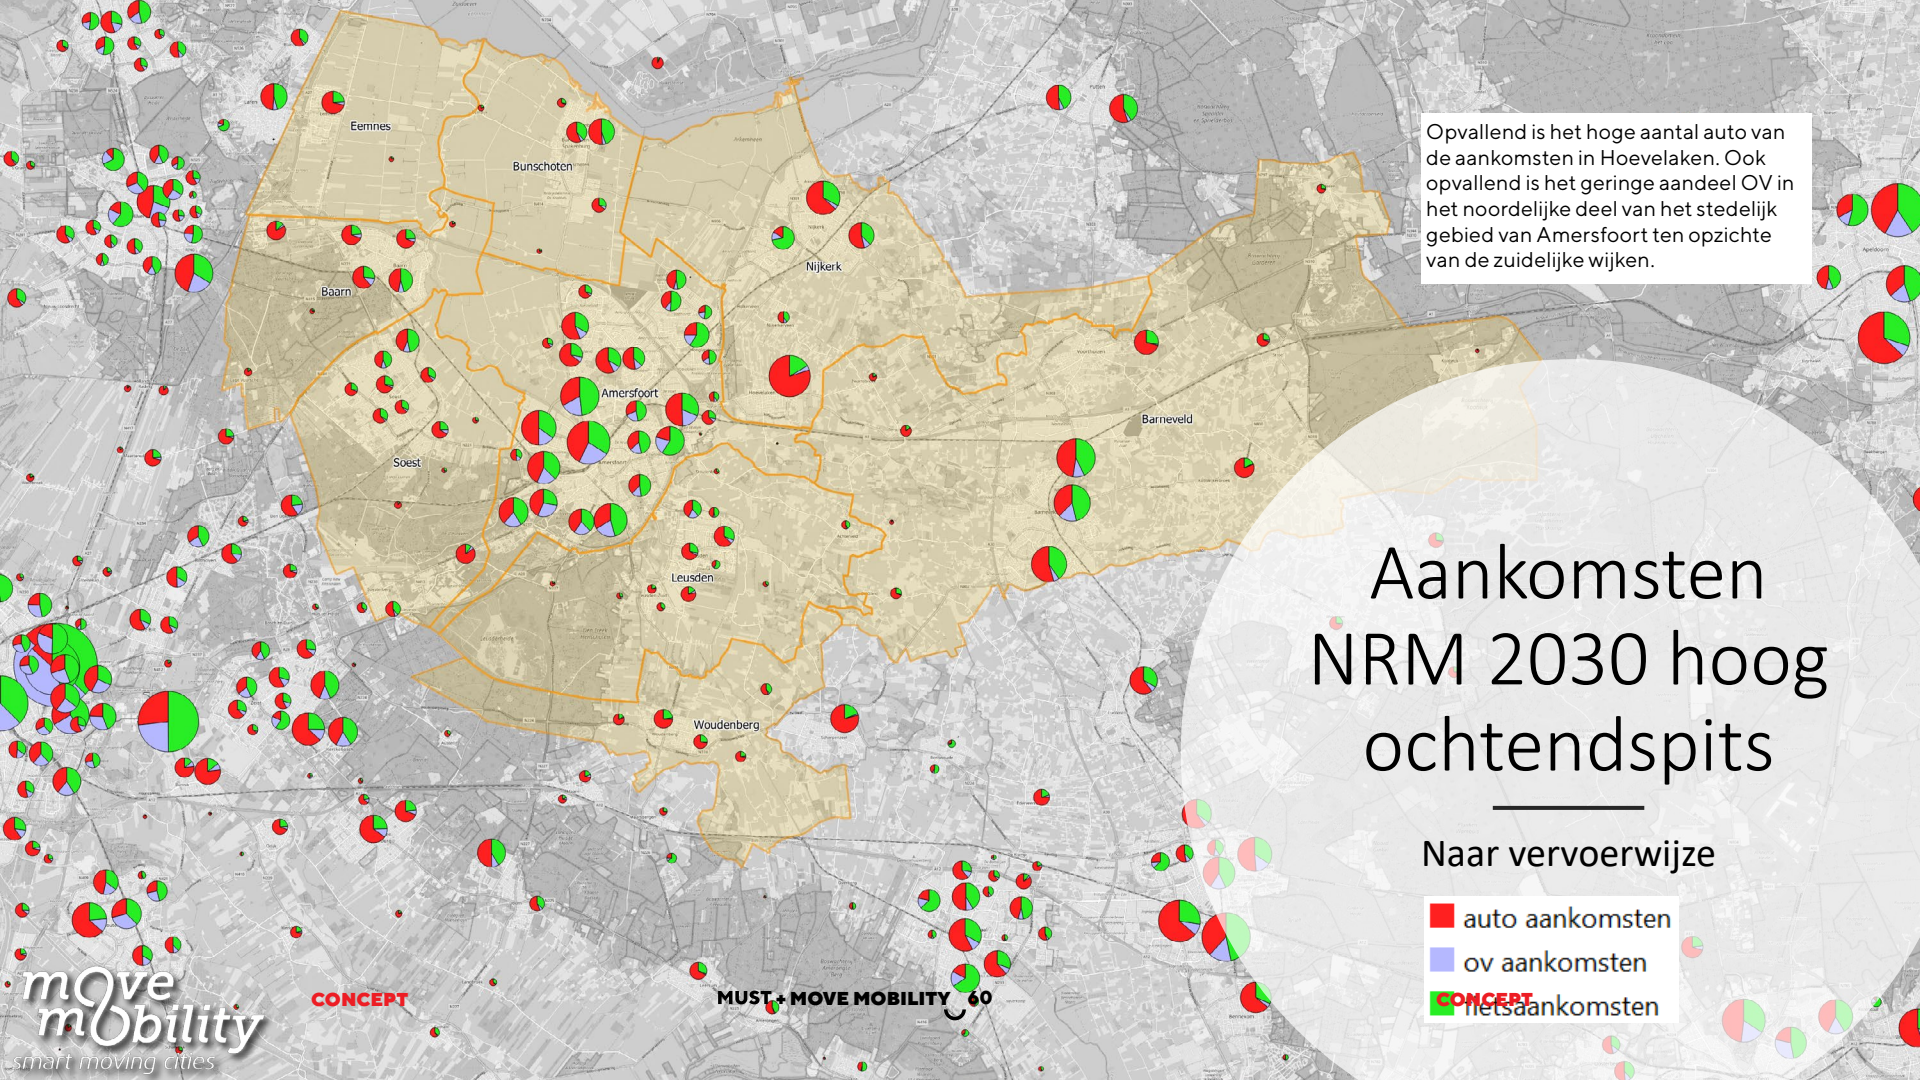 Eemnes
Bunschoten
Nijkerk
Baarn
Amersfoort
Barneveld
Soest
Leusden
Woudenberg
Opvallend is het hoge aantal auto van
de aankomsten in Hoevelaken. Ook
opvallend is het geringe aandeel OV in
het noordelijke deel van het stedelijk
gebied van Amersfoort ten opzichte
van de zuidelijke wijken.
Aankomsten
NRM 2030 hoog
ochtendspits
Naar vervoerwijze
auto aankomsten
ov aankomsten
fietsaankomsten
CONCEPT
move
mobility
smart moving cities
CONCEPT
MUST + MOVE MOBILITY 60